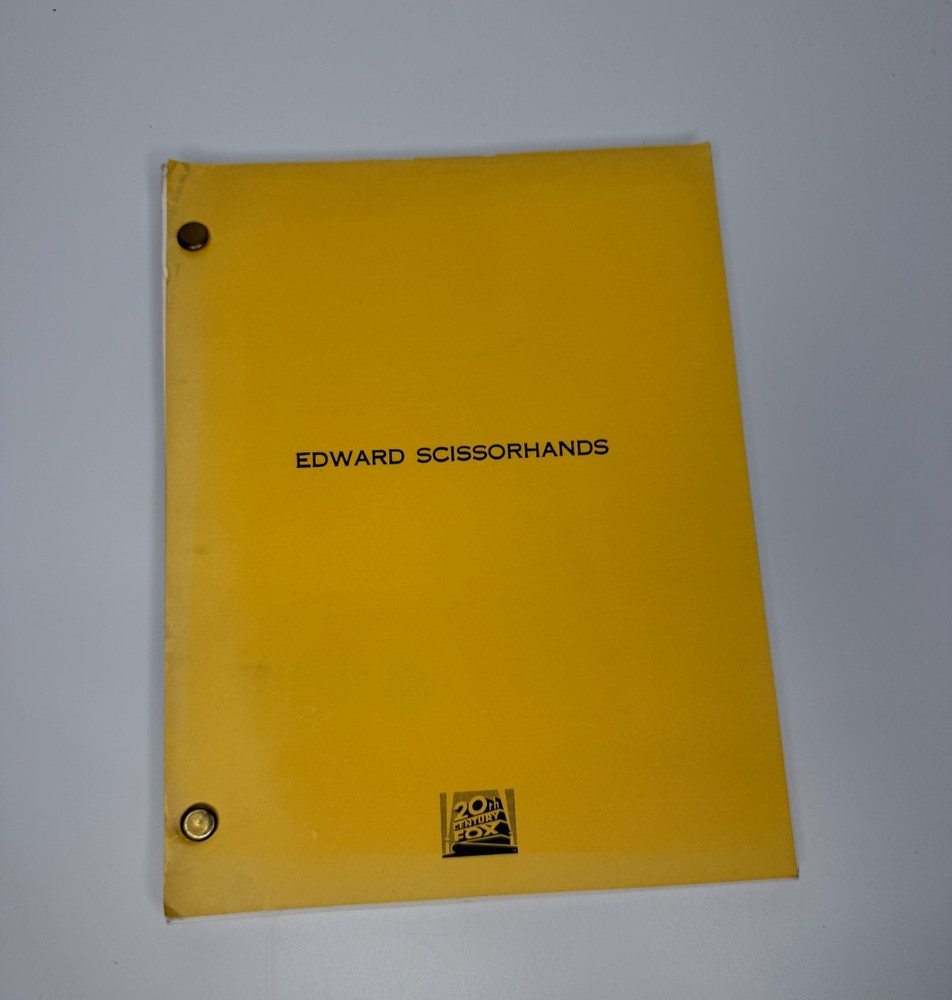 EDWARD SCISSORHANDS
20th
CENTURY
FOX